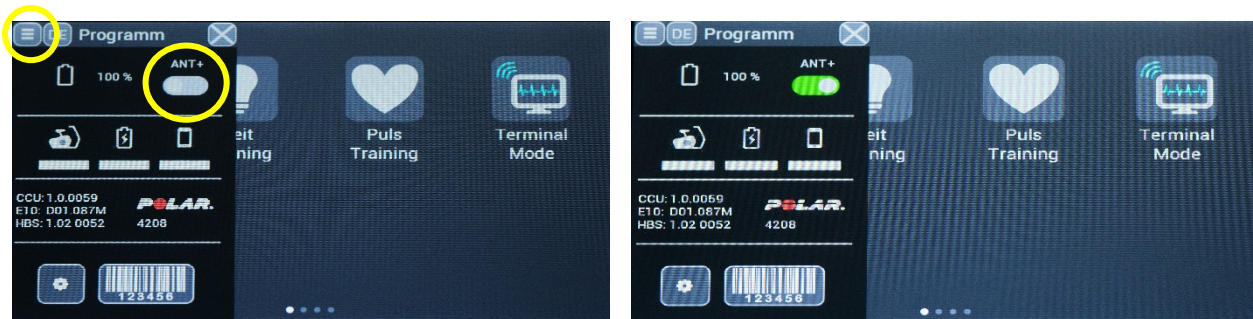 DE Programm
100 %
ANT+
eit
ning
Puls
Training
Terminal
Mode
CCU: 1.0.0059
E10: D01.087M
HBS: 1.02 0052
POLAR.
4208
123456
DE Programm
100 %
ANT+
eit
ning
Puls
Training
Terminal
Mode
CCU: 1.0.0059
E10: D01.087M
HBS: 1.02 0052
POLAR.
4208
123456